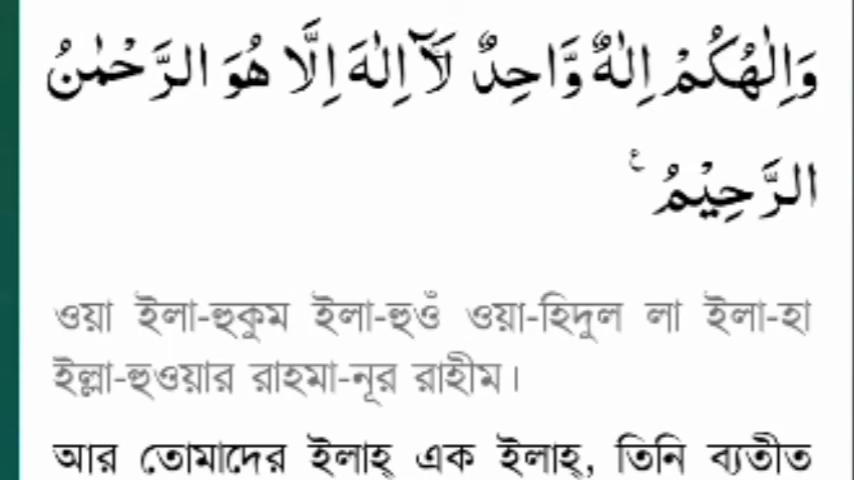 وَاِلٰهُكُمْ اِلٰهٌ وَّاحِدٌ لَآ اِلٰهَ اِلَّا هُوَ الرَّحْمٰنُ
الرَّحِيْمُ ۧ
ওয়া ইলা-হুকুম ইলা-হুওঁ ওয়া-হিদুল লা ইলা-হা
ইল্লা-হুওয়ার রাহমা-নূর রাহীম।
আর তোমাদের ইলাহ্ এক ইলাহ্, তিনি ব্যতীত